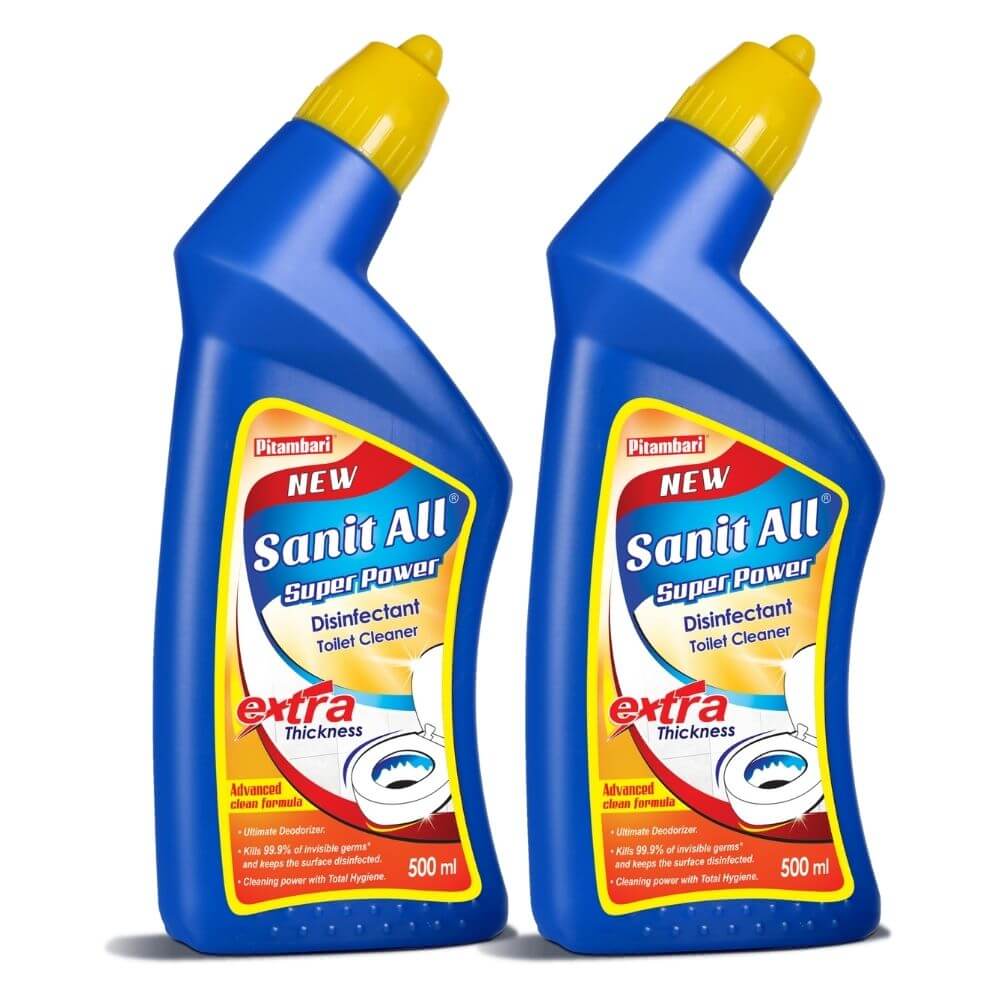 Pitambari
NEW
Sanit All®
Super Power
Disinfectant
Toilet Cleaner
extra
Thickness
Advanced
clean formula
• Ultimate Deodorizer.
• Kills 99.9% of invisible germs*
and keeps the surface disinfected.
• Cleaning power with Total Hygiene.
500 ml
Pitambari
NEW
Sanit All®
Super Power
Disinfectant
Toilet Cleaner
extra
Thickness
Advanced
clean formula
• Ultimate Deodorizer.
• Kills 99.9% of invisible germs*
and keeps the surface disinfected.
• Cleaning power with Total Hygiene.
500 ml